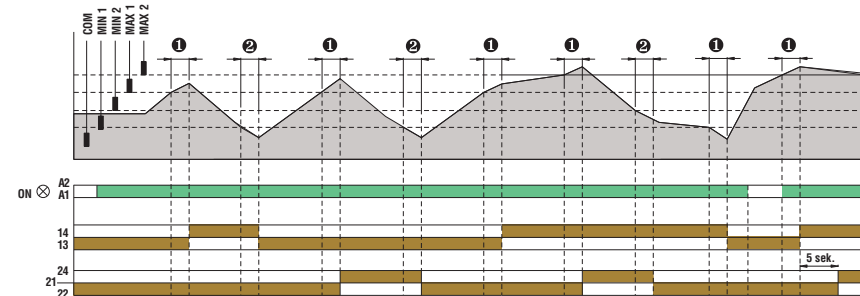 COM
MIN 1
MIN 2
MAX 1
MAX 2
❶ ❷ ❶ ❷ ❶ ❶ ❷ ❶ ❶
ON A2
A1
14
13
5 sek.
24
21
22